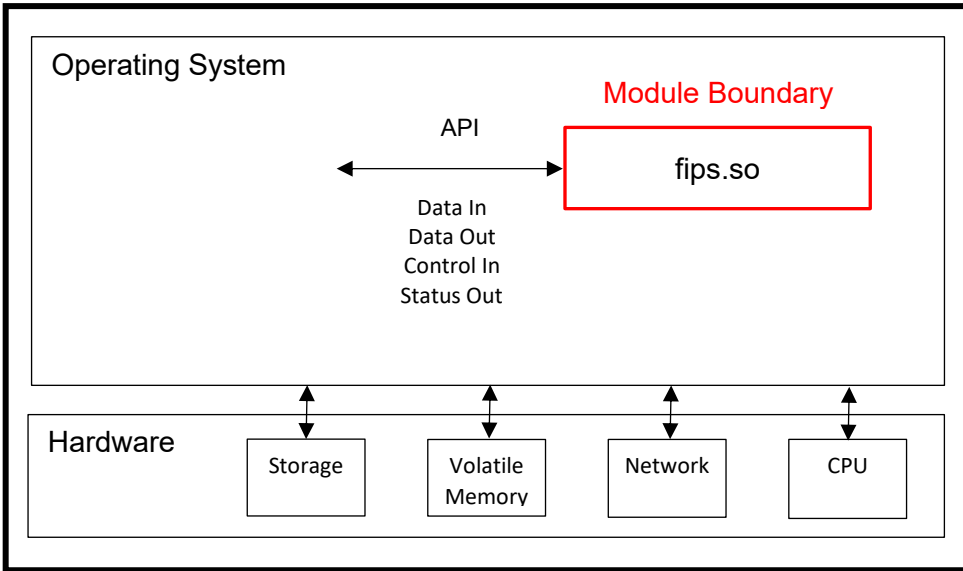 Operating System
Module Boundary
API
fips.so
Data In
Data Out
Control In
Status Out
Hardware
Storage
Volatile
Memory
Network
CPU